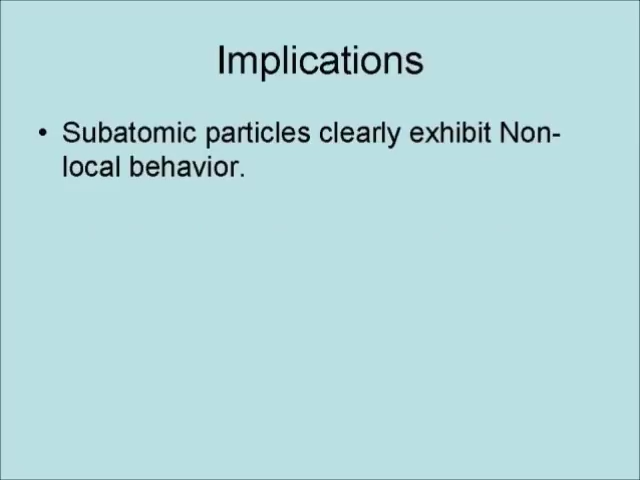 Implications
• Subatomic particles clearly exhibit Non-
local behavior.